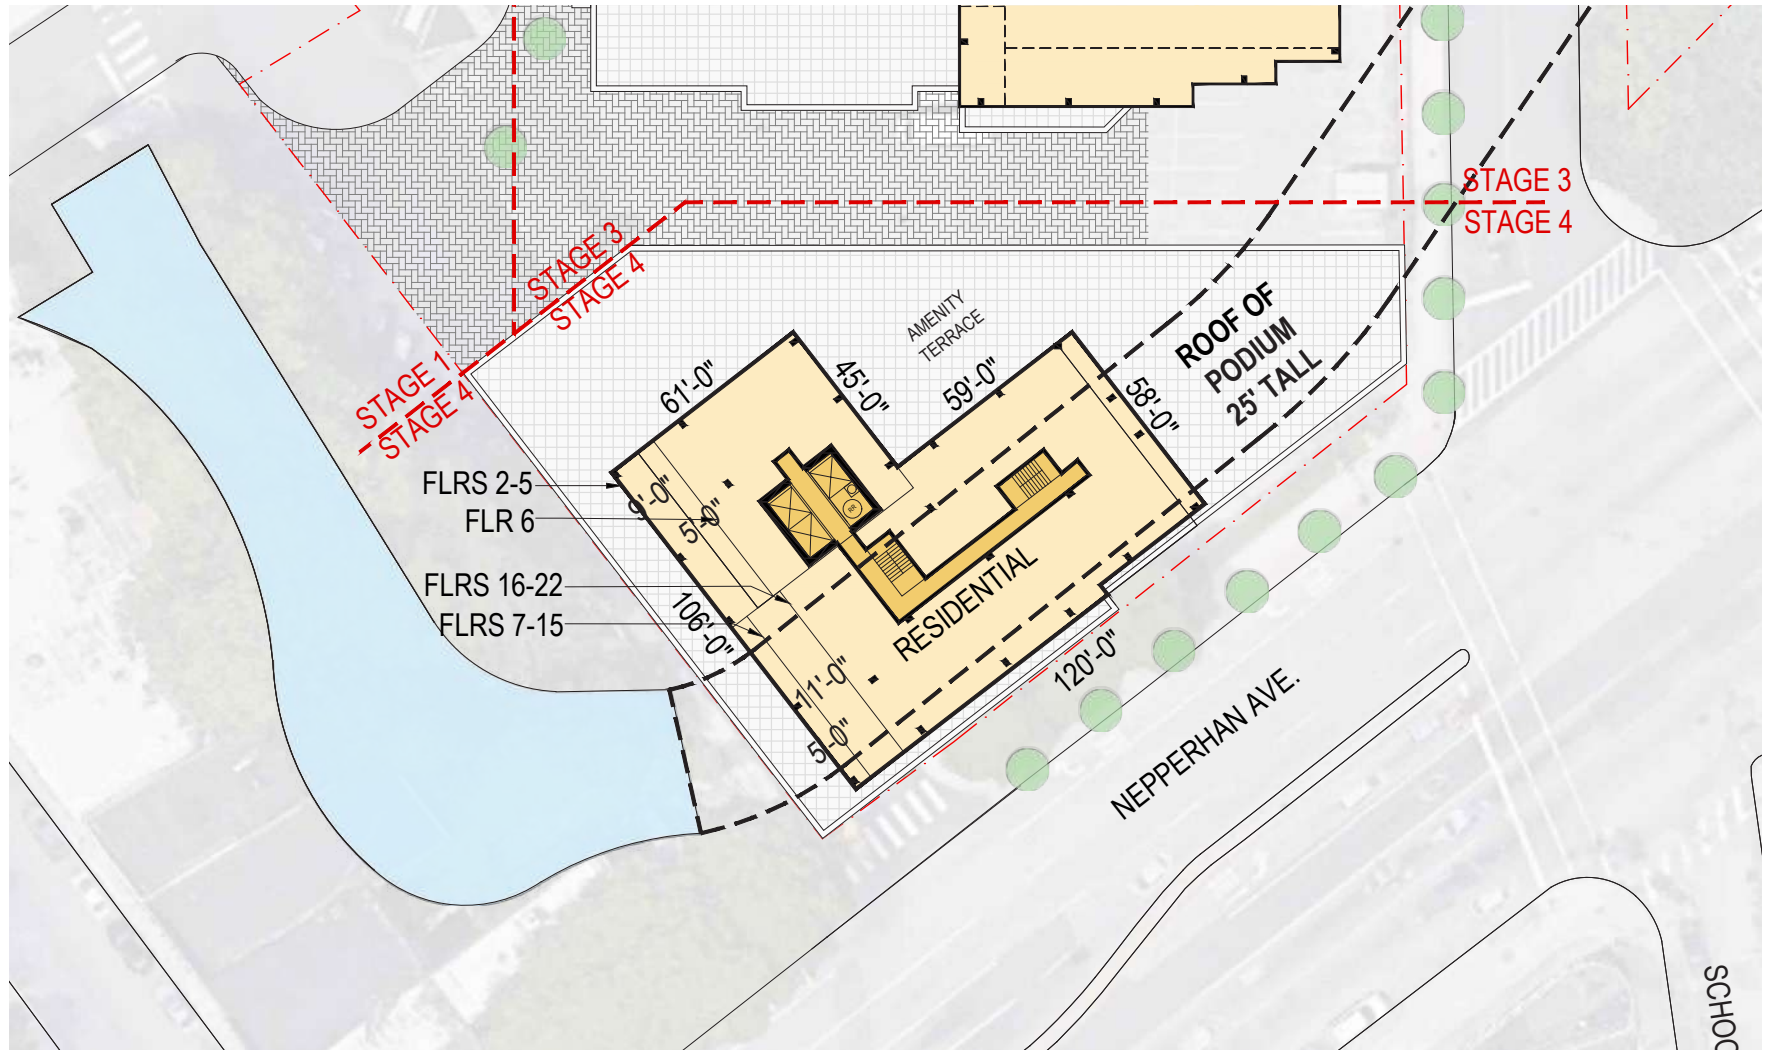 STAGE 3
STAGE 4
STAGE 3
STAGE 4
STAGE 1
STAGE 4
AMENITY
TERRACE
ROOF OF
PODIUM
25' TALL
61'-0"
45'-0"
59'-0"
58'-0"
FLRS 2-5
FLR 6
9'-0"
5'-0"
FLRS 16-22
FLRS 7-15
106'-0"
11'-0"
5'-0"
RESIDENTIAL
120'-0"
NEPPERHAN AVE.
SCHOO